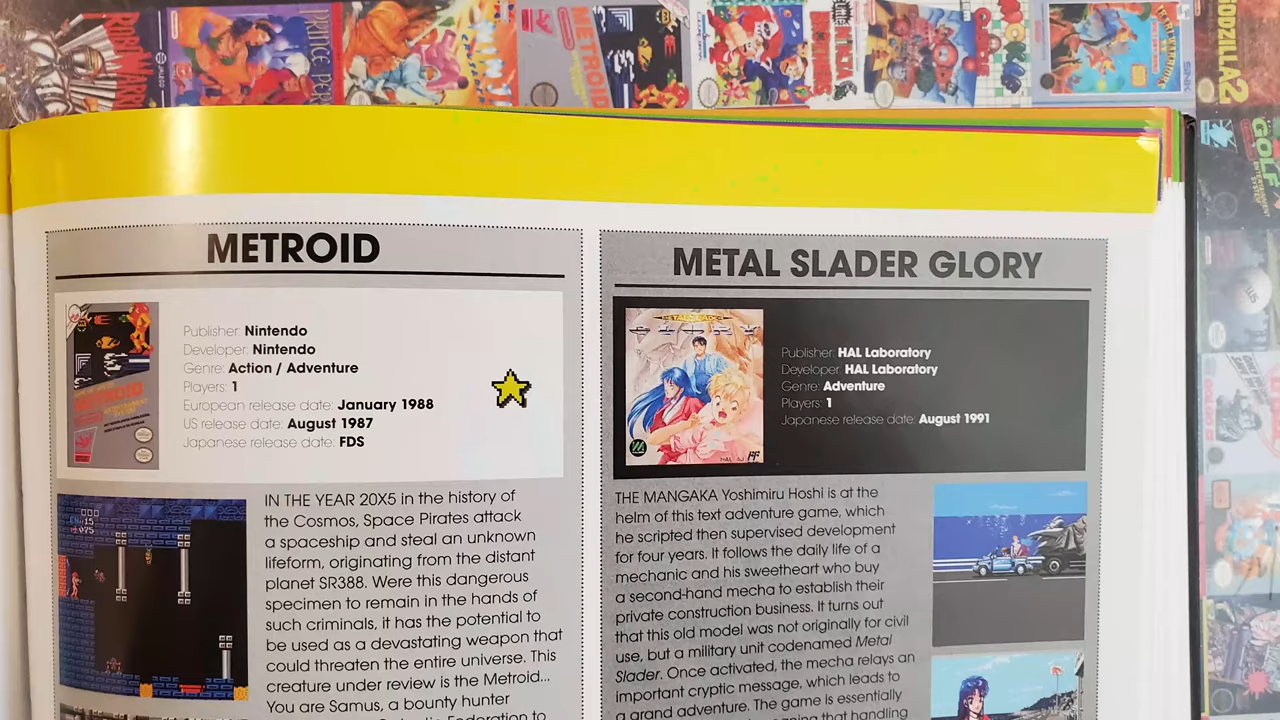 ROBOWARRIOR
PRINCE
METROID
GODZILLA 2
GOLF
METROID
Publisher: Nintendo
Developer: Nintendo
Genre: Action / Adventure
Players: 1
European release date: January 1988
US release date: August 1987
Japanese release date: FDS
METROID
IN THE YEAR 20X5 in the history of
the Cosmos, Space Pirates attack
a spaceship and steal an unknown
lifeform, originating from the distant
planet SR388. Were this dangerous
specimen to remain in the hands of
such criminals, it has the potential to
be used as a devastating weapon that
could threaten the entire universe. This
creature under review is the Metroid...
You are Samus, a bounty hunter
Federation to
METAL SLADER GLORY
METAL SLADER
GLORY
HAL
Publisher: HAL Laboratory
Developer: HAL Laboratory
Genre: Adventure
Players: 1
Japanese release date: August 1991
THE MANGAKA Yoshimiru Hoshi is at the
helm of this text adventure game, which
he scripted then supervised development
for four years. It follows the daily life of a
mechanic and his sweetheart who buy
a second-hand mecha to establish their
private construction business. It turns out
that this old model was not originally for civil
use, but a military unit codenamed Metal
Slader. Once activated, the mecha relays an
important cryptic message, which leads to
a grand adventure. The game is essentially
that handling